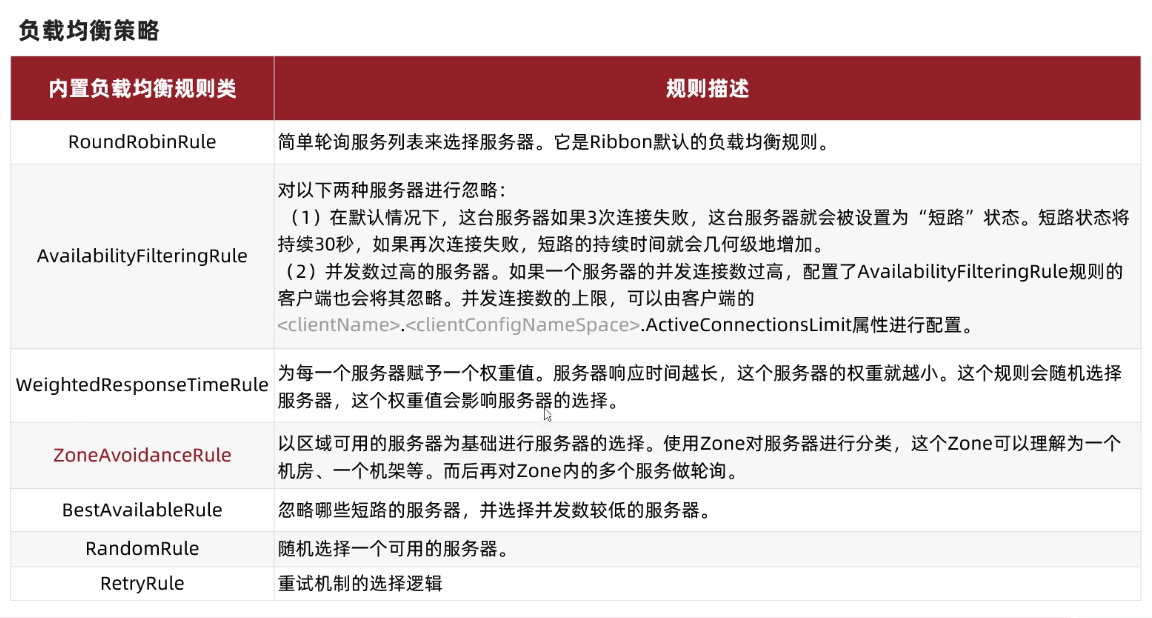 负载均衡策略
内置负载均衡规则类
规则描述
RoundRobinRule
简单轮询服务列表来选择服务器。它是Ribbon默认的负载均衡规则。
AvailabilityFilteringRule
对以下两种服务器进行忽略：
（1）在默认情况下，这台服务器如果3次连接失败，这台服务器就会被设置为“短路”状态。短路状态将
持续30秒，如果再次连接失败，短路的持续时间就会几何级地增加。
（2）并发数过高的服务器。如果一个服务器的并发连接数过高，配置了AvailabilityFilteringRule规则的
客户端也会将其忽略。并发连接数的上限，可以由客户端的
<clientName>.<clientConfigNameSpace>.ActiveConnectionsLimit属性进行配置。
WeightedResponseTimeRule
为每一个服务器赋予一个权重值。服务器响应时间越长，这个服务器的权重就越小。这个规则会随机选择
服务器，这个权重值会影响服务器的选择。
ZoneAvoidanceRule
以区域可用的服务器为基础进行服务器的选择。使用Zone对服务器进行分类，这个Zone可以理解为一个
机房、一个机架等。而后再对Zone内的多个服务做轮询。
BestAvailableRule
忽略哪些短路的服务器，并选择并发数较低的服务器。
RandomRule
随机选择一个可用的服务器。
RetryRule
重试机制的选择逻辑